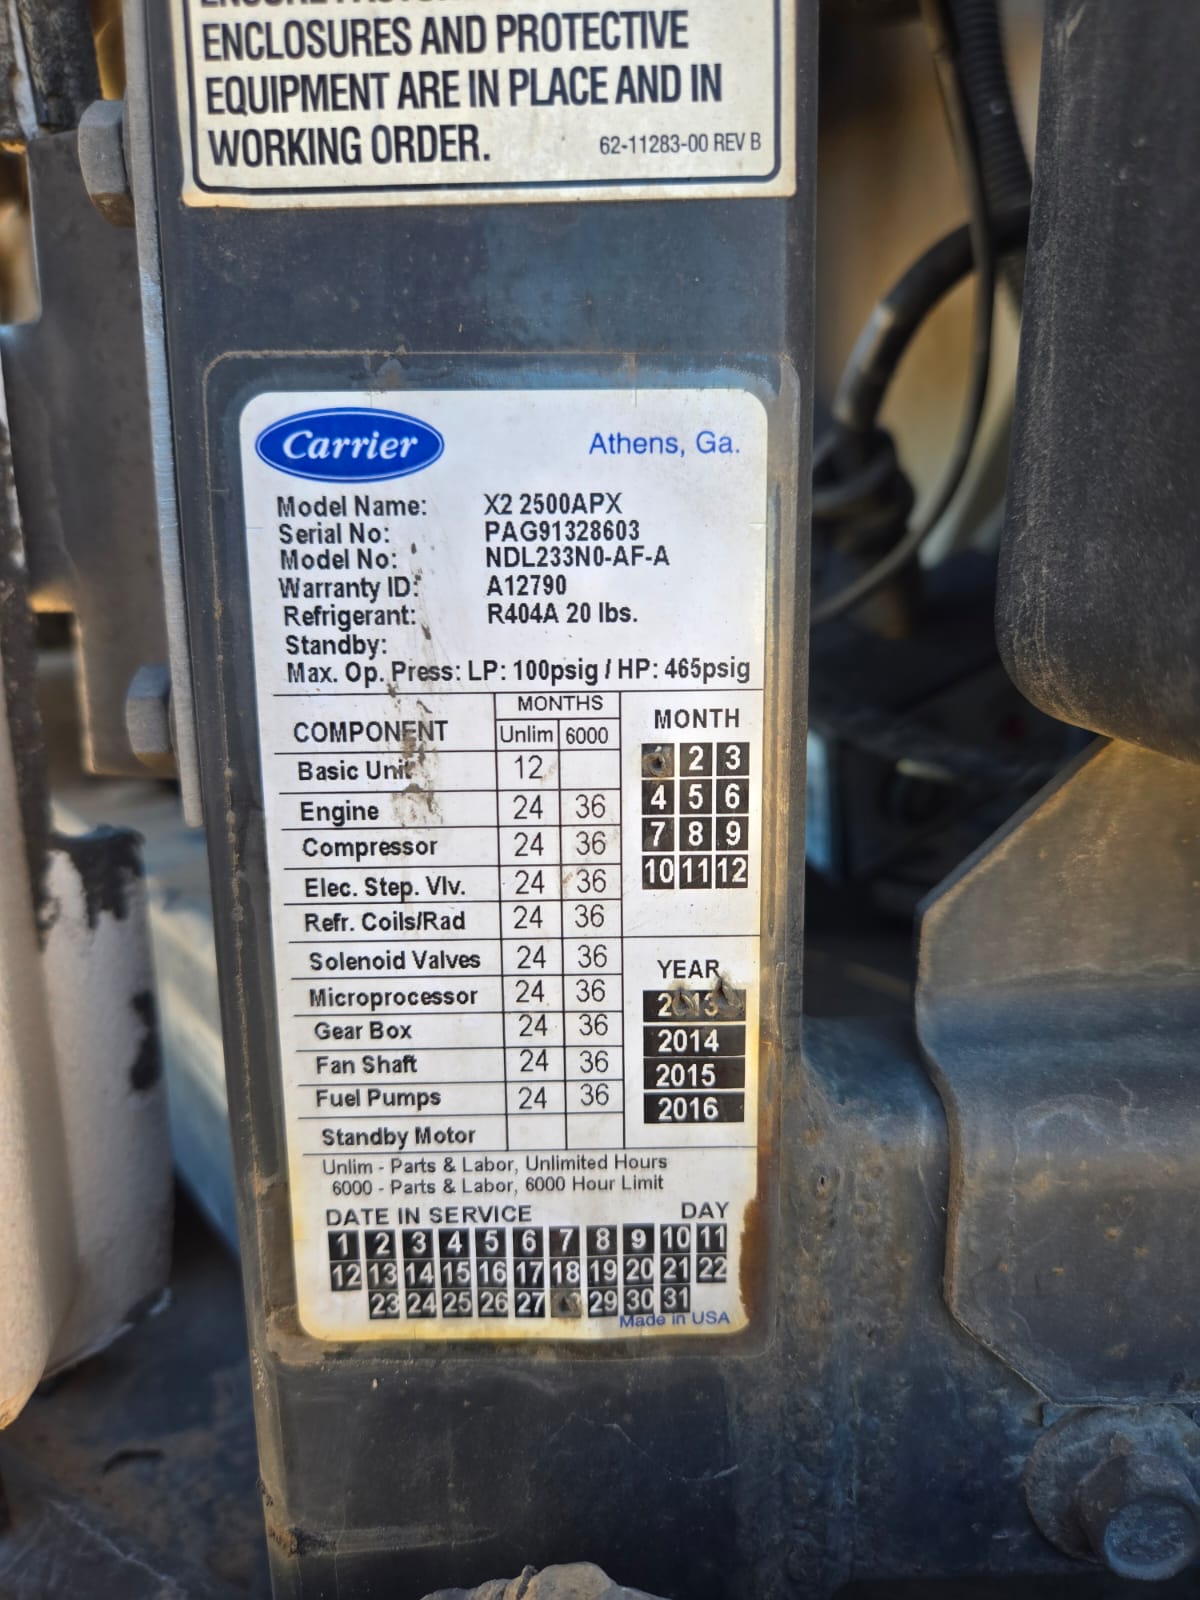 ENCLOSURES AND PROTECTIVE
EQUIPMENT ARE IN PLACE AND IN
WORKING ORDER.
62-11283-00 REV B
Carrier
Athens, Ga.
Model Name: X2 2500APX
Serial No: PAG91328603
Model No: NDL233N0-AF-A
Warranty ID: A12790
Refrigerant: R404A 20 lbs.
Standby:
Max. Op. Press: LP: 100psig / HP: 465psig
COMPONENT MONTHS
Unlim 6000
Basic Unit 12
Engine 24 36
Compressor 24 36
Elec. Step. Vlv. 24 36
Refr. Coils/Rad 24 36
Solenoid Valves 24 36
Microprocessor 24 36
Gear Box 24 36
Fan Shaft 24 36
Fuel Pumps 24 36
Standby Motor
MONTH
2 3
4 5 6
7 8 9
10 11 12
YEAR
2013
2014
2015
2016
Unlim - Parts & Labor, Unlimited Hours
6000 - Parts & Labor, 6000 Hour Limit
DATE IN SERVICE DAY
1 2 3 4 5 6 7 8 9 10 11
12 13 14 15 16 17 18 19 20 21 22
23 24 25 26 27 29 30 31
Made in USA